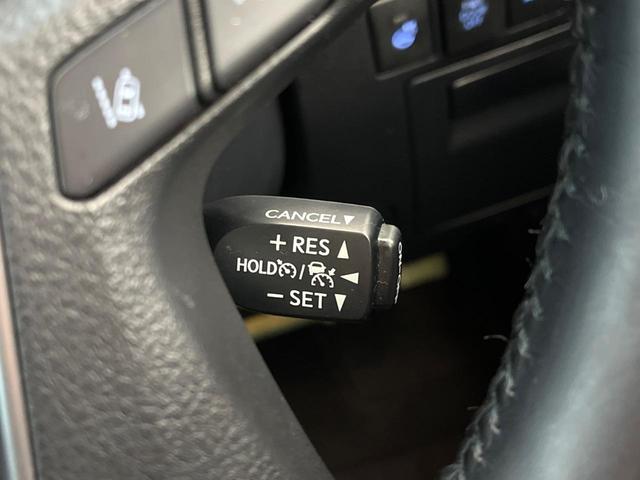 CANCEL▼
+ RES ▲
HOLD / ◀
− SET ▼